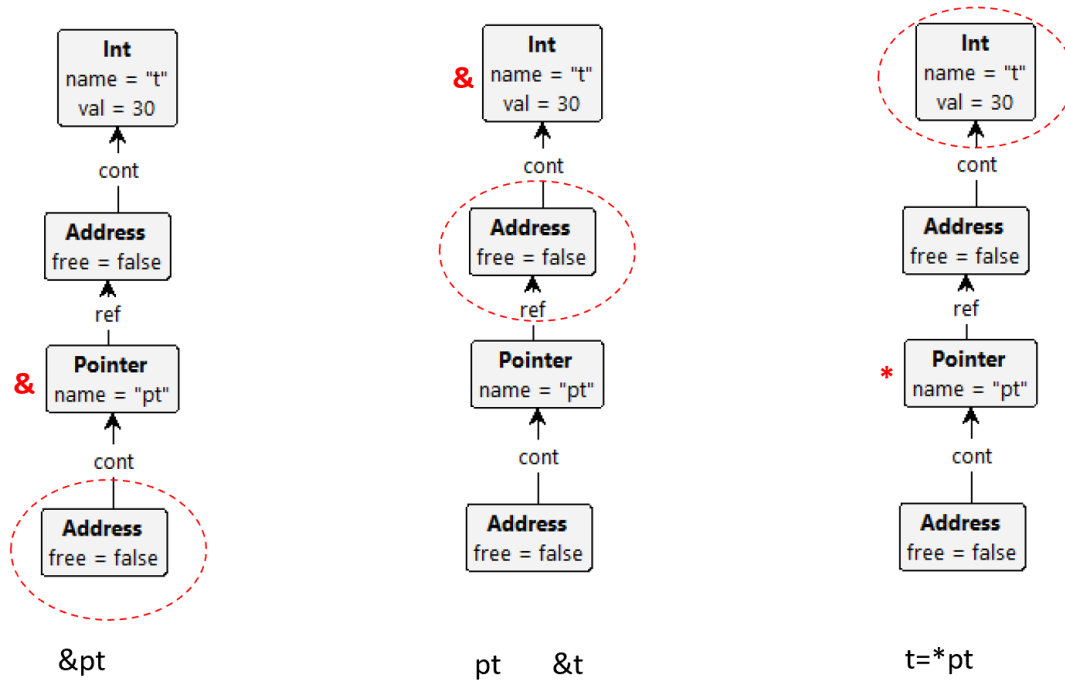 Int
name = "t"
val = 30
cont
Address
free = false
ref
& Pointer
name = "pt"
cont
Address
free = false
&pt
Int
& name = "t"
val = 30
cont
Address
free = false
ref
Pointer
name = "pt"
cont
Address
free = false
pt &t
Int
name = "t"
val = 30
cont
Address
free = false
ref
* Pointer
name = "pt"
cont
Address
free = false
t=*pt